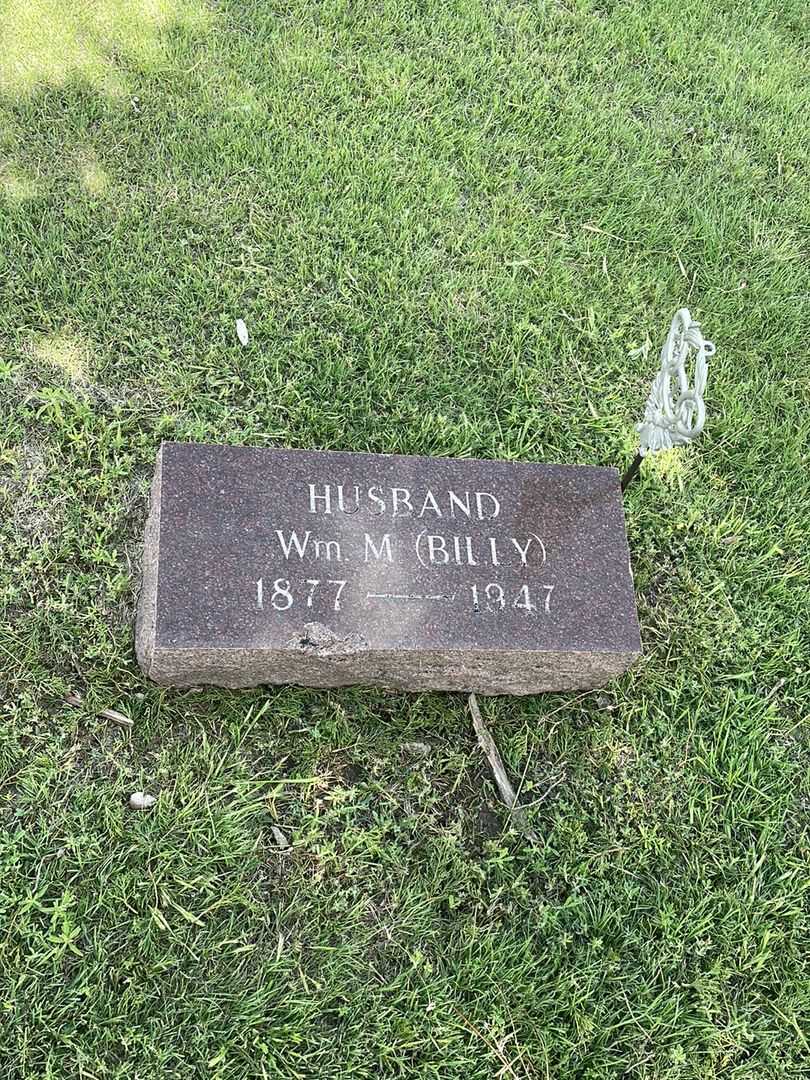 HUSBAND
Wm. M (BILLY)
1877 — 1947